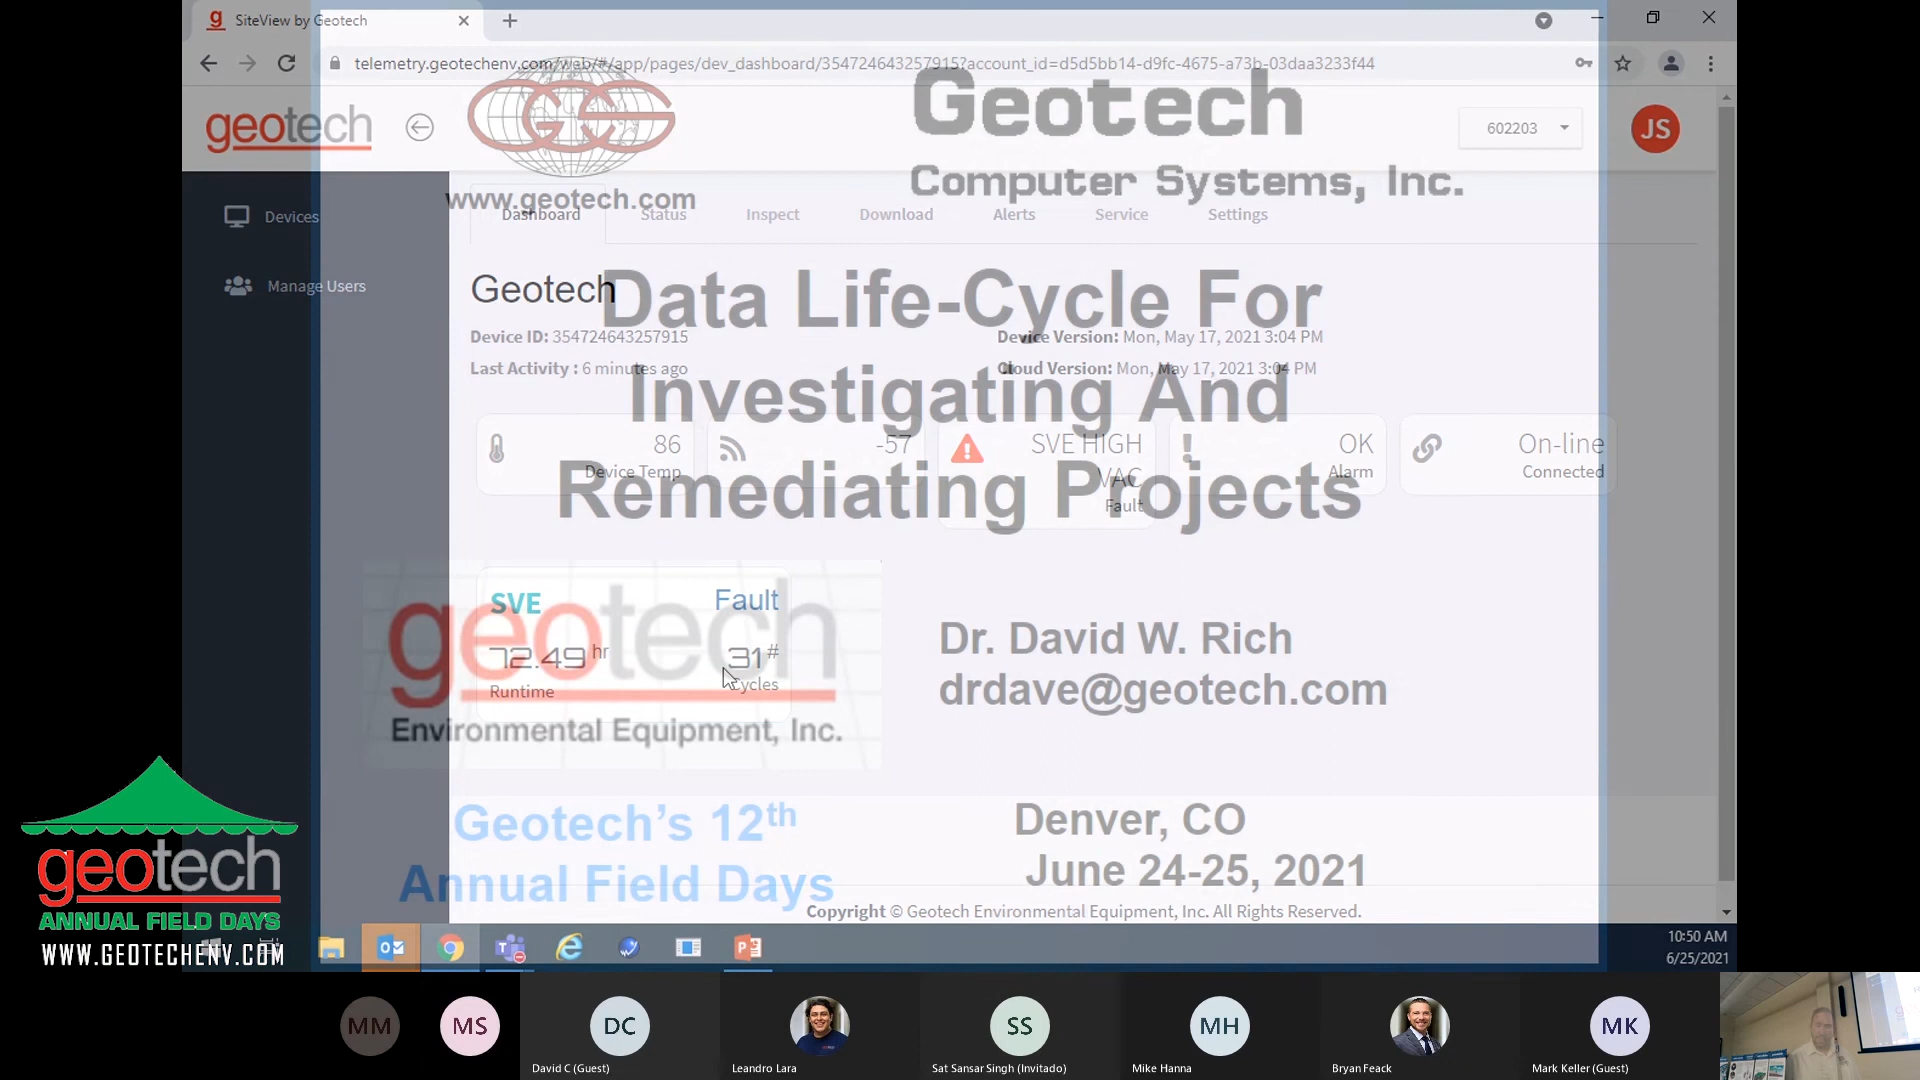 SiteView by Geotech
telemetry.geotechenv.com/web/#/app/pages/dev_dashboard/354724643257915?account_id=d5d5bb14-d9fc-4675-a73b-03daa3233f44
geotech
GCS
www.geotech.com
Geotech
Computer Systems, Inc.
602203
JS
Devices
Manage Users
Dashboard
Status
Inspect
Download
Alerts
Service
Settings
Geotech
Device ID: 354724643257915
Device Version: Mon, May 17, 2021 3:04 PM
Last Activity : 6 minutes ago
Cloud Version: Mon, May 17, 2021 3:04 PM
Data Life-Cycle For
Investigating And
Remediating Projects
86
Device Temp
-57
SVE HIGH
VAC
Fault
OK
Alarm
On-line
Connected
SVE
Fault
72.49 hr
31 #
Runtime
Cycles
geotech
Environmental Equipment, Inc.
Dr. David W. Rich
drdave@geotech.com
Geotech’s 12th
Annual Field Days
Denver, CO
June 24-25, 2021
Copyright © Geotech Environmental Equipment, Inc. All Rights Reserved.
geotech
ANNUAL FIELD DAYS
WWW.GEOTECHENV.COM
10:50 AM
6/25/2021
MM
MS
DC
David C (Guest)
Leandro Lara
SS
Sat Sansar Singh (Invitado)
MH
Mike Hanna
Bryan Feack
MK
Mark Keller (Guest)